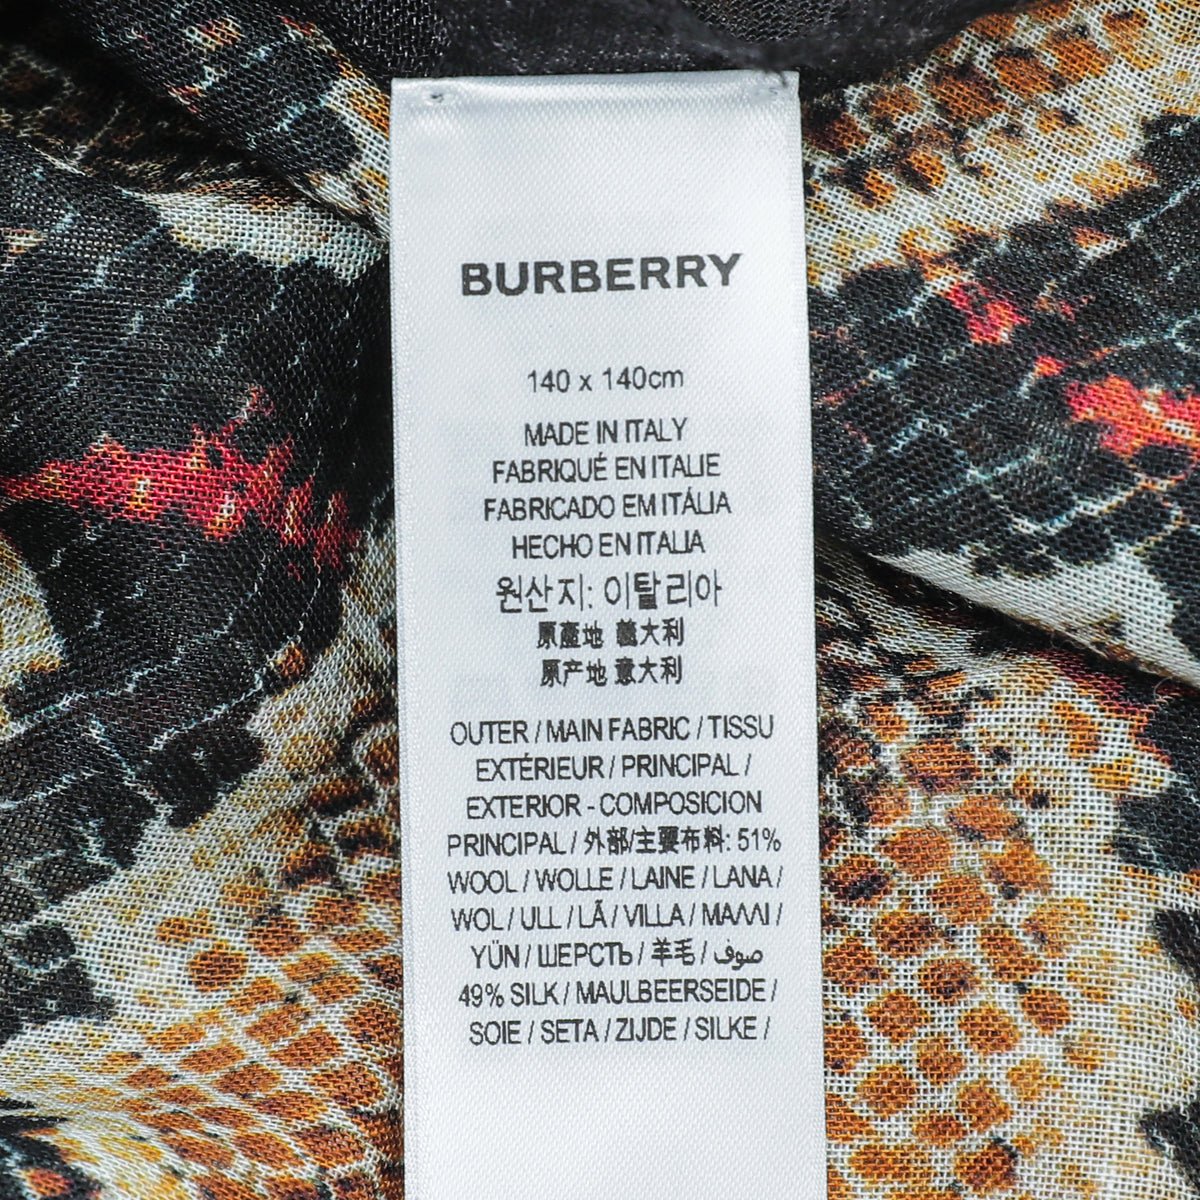 BURBERRY
140 x 140cm
MADE IN ITALY
FABRIQUÉ EN ITALIE
FABRICADO EM ITÁLIA
HECHO EN ITALIA
원산지: 이탈리아
原產地 義大利
原产地 意大利
OUTER / MAIN FABRIC / TISSU
EXTÉRIEUR / PRINCIPAL /
EXTERIOR - COMPOSICION
PRINCIPAL / 外部/主要布料: 51%
WOOL / WOLLE / LAINE / LANA /
WOL / ULL / LÃ / VILLA / ΜΑΛΛΙ /
YÜN / ШЕРСТЬ / 羊毛 / صوف /
49% SILK / MAULBEERSEIDE /
SOIE / SETA / ZIJDE / SILKE /